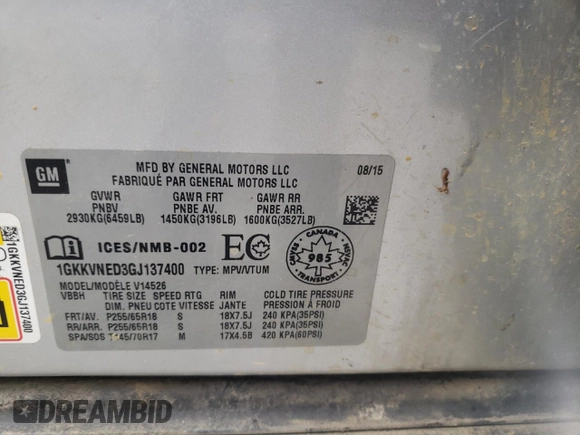 GM
MFD BY GENERAL MOTORS LLC
FABRIQUÉ PAR GENERAL MOTORS LLC
08/15
GVWR GAWR FRT GAWR RR
PNBV PNBE AV. PNBE ARR.
2930KG(6459LB) 1450KG(3196LB) 1600KG(3527LB)
ICES/NMB-002 EC
CANADA
985
TRANSPORT
1GKKVNED3GJ137400 TYPE: MPV/VTUM
MODEL/MODÈLE V14526
VBBH TIRE SIZE SPEED RTG RIM COLD TIRE PRESSURE
DIM. PNEU COTE VITESSE JANTE PRESSION À FROID
FRT/AV. P255/65R18 S 18X7.5J 240 KPA(35PSI)
RR/ARR. P255/65R18 S 18X7.5J 240 KPA(35PSI)
SPA/SOS T145/70R17 M 17X4.5B 420 KPA(60PSI)
1GKKVNED3GJ137400
DREAMBID